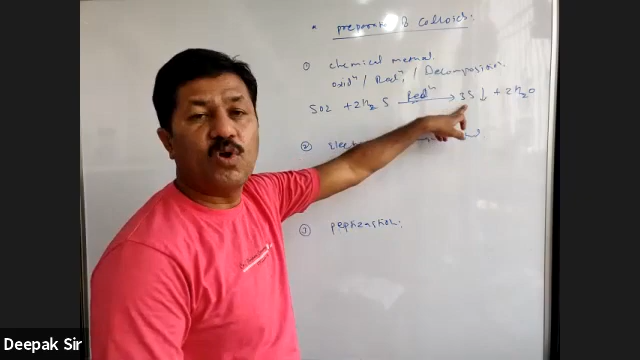 * preparation of Colloids:
① chemical method.
Oxidⁿ / Redⁿ / Decomposition.
SO2 + 2H2S —Redⁿ→ 3S ↓ + 2H2O
②
③ peptization:
Deepak Sir